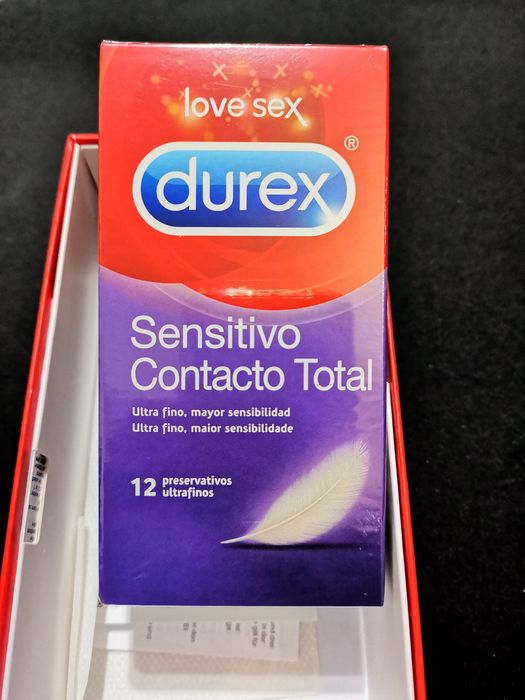 love sex
durex®
Sensitivo
Contacto Total
Ultra fino, mayor sensibilidad
Ultra fino, maior sensibilidade
12 preservativos
ultrafinos